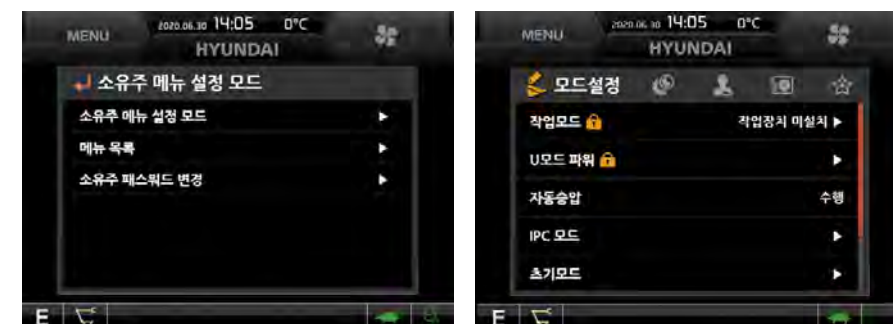 MENU
2020.06.30 14:05 0°C
HYUNDAI
소유주 메뉴 설정 모드
소유주 메뉴 설정 모드 ▶
메뉴 목록 ▶
소유주 패스워드 변경 ▶
E
MENU
2020.06.30 14:05 0°C
HYUNDAI
모드설정
작업모드 작업장치 미설치 ▶
U모드 파워 ▶
자동승압 수행
IPC 모드 ▶
초기모드 ▶
E